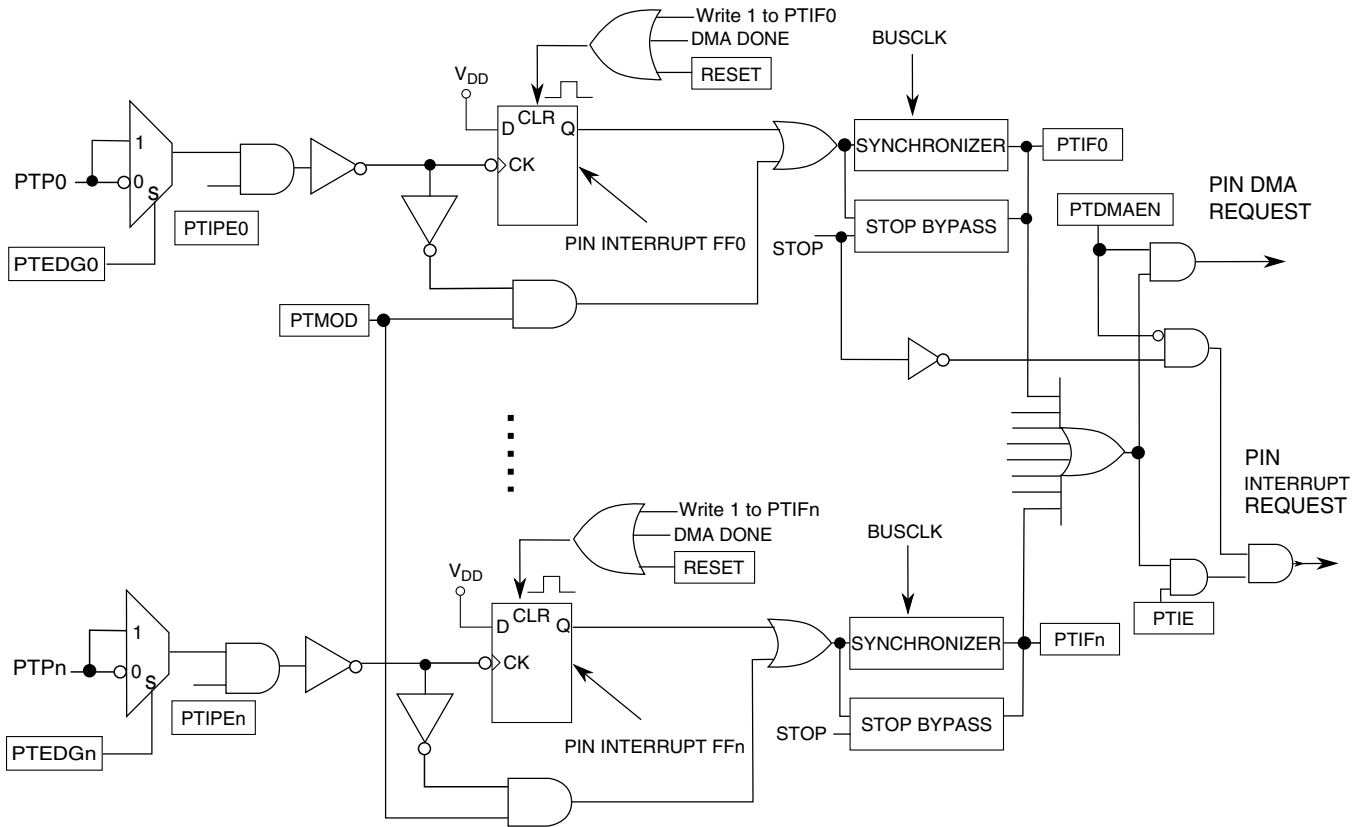 Write 1 to PTIF0
DMA DONE
RESET
BUSCLK
VDD
CLR
D
Q
CK
1
0
S
PTP0
PTIPE0
PTEDG0
PIN INTERRUPT FF0
SYNCHRONIZER
PTIF0
STOP BYPASS
STOP
PTDMAEN
PIN DMA
REQUEST
PTMOD
PIN
INTERRUPT
REQUEST
Write 1 to PTIFn
DMA DONE
RESET
BUSCLK
VDD
CLR
D
Q
CK
1
0
S
PTPn
PTIPEn
PTEDGn
PIN INTERRUPT FFn
SYNCHRONIZER
PTIFn
STOP BYPASS
STOP
PTIE